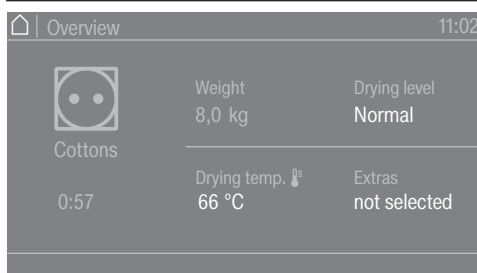 Overview 11:02
Weight
8,0 kg
Drying level
Normal
Cottons
0:57
Drying temp.
66 °C
Extras
not selected